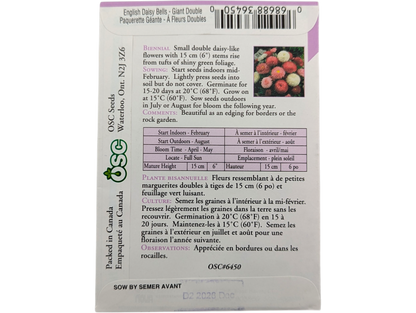 English Daisy Bells - Giant Double
Paquerette Géante - À Fleurs Doubles
BIENNIAL Small double daisy-like
flowers with 15 cm (6") stems rise
from tufts of shiny green foliage.
SOWING: Start seeds indoors mid-
February. Lightly press seeds into
soil but do not cover. Germinate for
15-20 days at 20°C (68°F). Grow on
at 15°C (60°F). Sow seeds outdoors
in July or August for bloom the following year.
COMMENTS: Beautiful as an edging for borders or
the rock garden.
Start Indoors - February À semer à l'intérieur - février
Start Outdoors - August À semer à l'extérieur - août
Bloom Time - April - May Floraison - avril/mai
Locate - Full Sun Emplacement - plein soleil
Mature Height 15 cm 6" Hauteur 15 cm 6 po
PLANTE BISANNUELLE Fleurs ressemblant à de petites
marguerites doubles à tiges de 15 cm (6 po) et
feuillage vert luisant.
CULTURE: Semez les graines à l'intérieur à la mi-février.
Pressez légèrement les graines dans la terre sans les
recouvrir. Germination à 20°C (68°F) en 15 à
20 jours. Maintenez-les à 15°C (60°F). Semez les
graines à l'extérieur en juillet et août pour une
floraison l'année suivante.
OBSERVATIONS: Appréciée en bordures ou dans les
rocailles.
OSC#6450
SOW BY SEMER AVANT
OSC Seeds
Waterloo, Ont. N2J 3Z6
OSC
Packed in Canada
Empaqueté au Canada